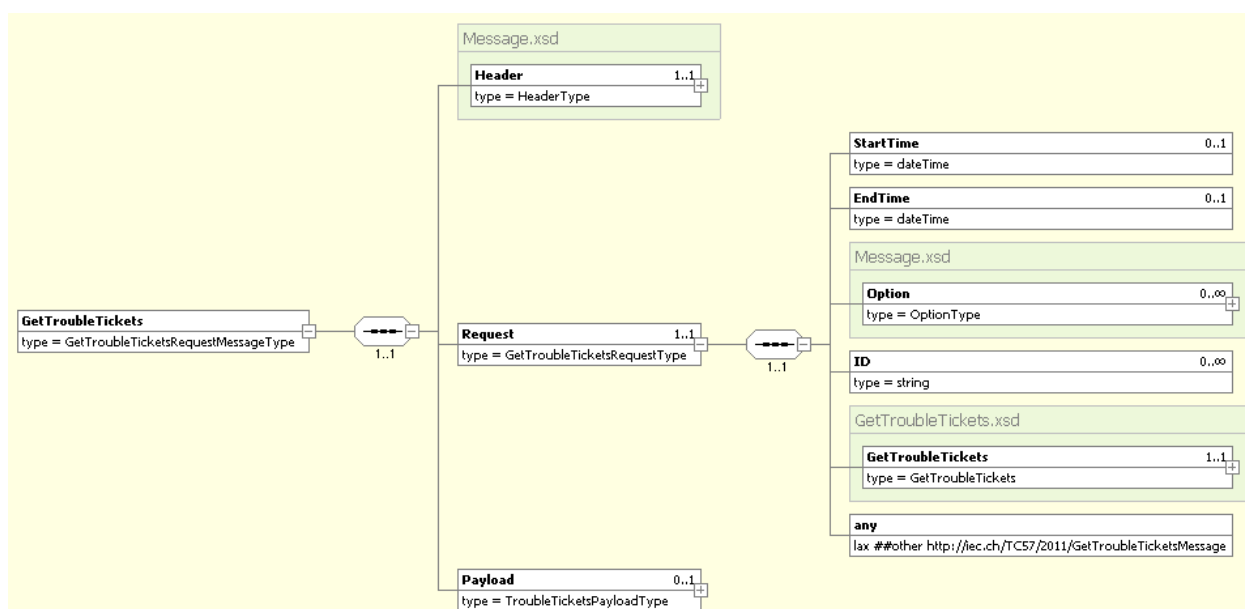 Message.xsd
Header 1..1
type = HeaderType
StartTime 0..1
type = dateTime
EndTime 0..1
type = dateTime
Message.xsd
Option 0..∞
type = OptionType
GetTroubleTickets
type = GetTroubleTicketsRequestMessageType
1..1
Request 1..1
type = GetTroubleTicketsRequestType
1..1
ID 0..∞
type = string
GetTroubleTickets.xsd
GetTroubleTickets 1..1
type = GetTroubleTickets
any
lax ##other http://iec.ch/TC57/2011/GetTroubleTicketsMessage
Payload 0..1
type = TroubleTicketsPayloadType